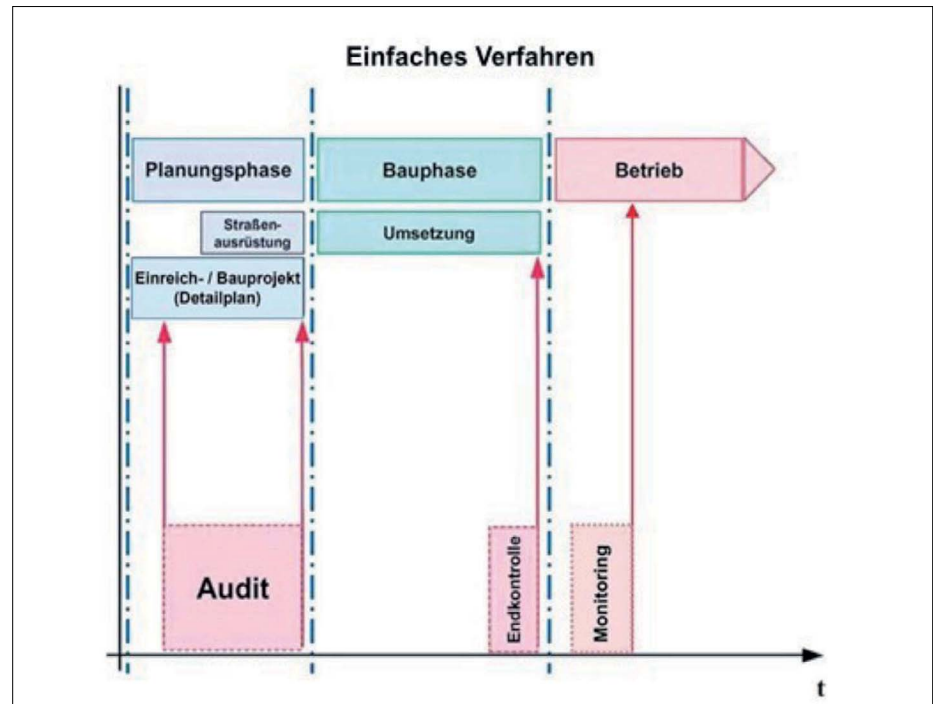 Einfaches Verfahren
Planungsphase
Bauphase
Betrieb
Straßen-
ausrüstung
Umsetzung
Einreich- / Bauprojekt
(Detailplan)
Audit
Endkontrolle
Monitoring
t